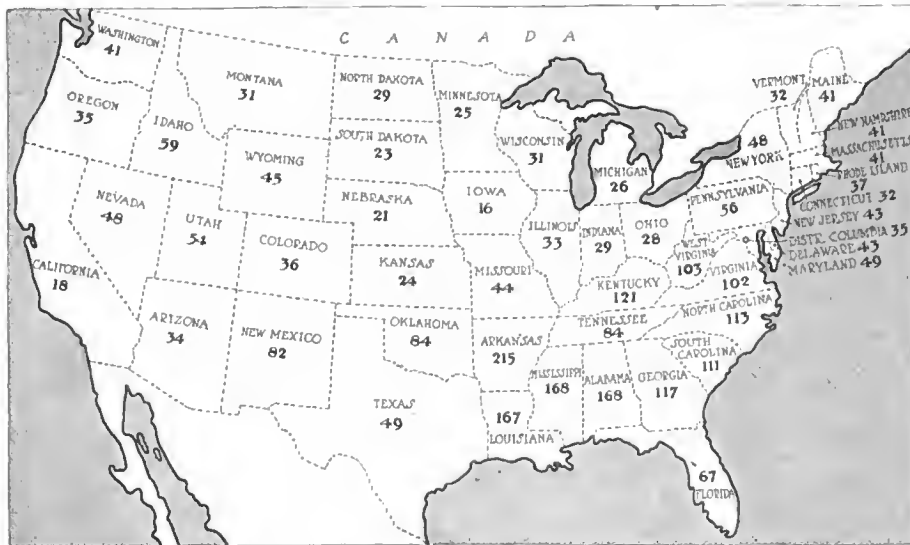 CANADA
WASHINGTON
41
OREGON
35
IDAHO
59
MONTANA
31
NORTH DAKOTA
29
MINNESOTA
25
SOUTH DAKOTA
23
WYOMING
45
WISCONSIN
31
MICHIGAN
26
VERMONT
32
MAINE
41
48
NEW YORK
NEW HAMPSHIRE
41
MASSACHUSETTS
41
RHODE ISLAND
37
CONNECTICUT 32
NEW JERSEY 43
DISTR. COLUMBIA 35
DELAWARE 43
MARYLAND 49
NEVADA
48
UTAH
54
COLORADO
36
NEBRASKA
21
IOWA
16
ILLINOIS
33
INDIANA
29
OHIO
28
PENNSYLVANIA
56
WEST
VIRGINIA
103
VIRGINIA
102
CALIFORNIA
18
KANSAS
24
MISSOURI
44
KENTUCKY
121
NORTH CAROLINA
113
TENNESSEE
84
ARIZONA
34
NEW MEXICO
82
OKLAHOMA
84
ARKANSAS
215
SOUTH
CAROLINA
111
MISSISSIPPI
168
ALABAMA
168
GEORGIA
117
TEXAS
49
167
LOUISIANA
67
FLORIDA